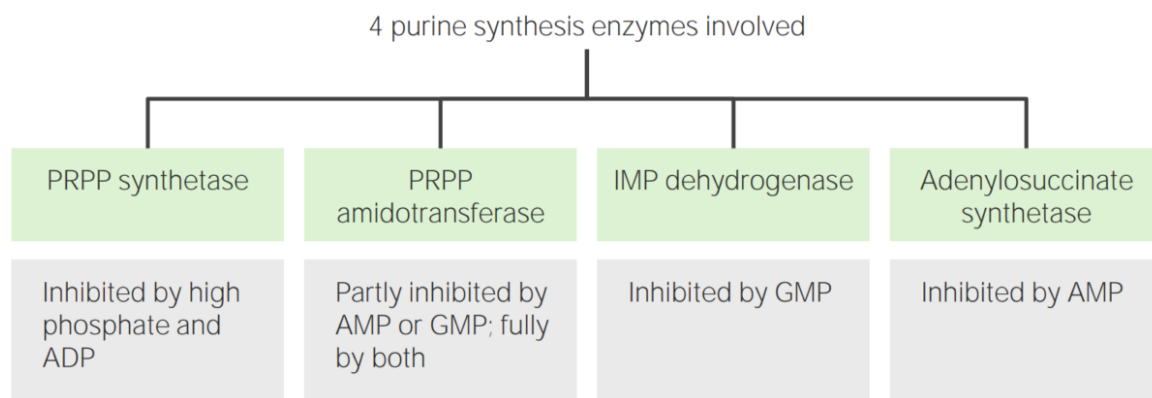 4 purine synthesis enzymes involved
PRPP synthetase
PRPP
amidotransferase
IMP dehydrogenase
Adenylosuccinate
synthetase
Inhibited by high
phosphate and
ADP
Partly inhibited by
AMP or GMP; fully
by both
Inhibited by GMP
Inhibited by AMP